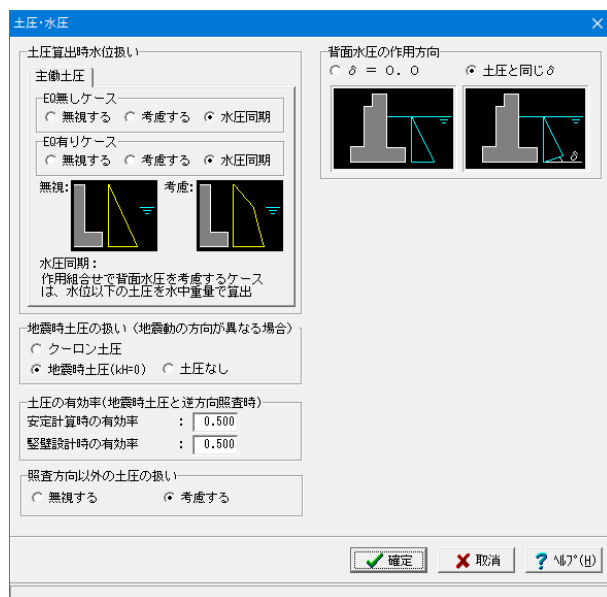 土圧・水圧
土圧算出時水位扱い
主働土圧
EQ無しケース
無視する 考慮する 水圧同期
EQ有りケース
無視する 考慮する 水圧同期
無視: 考慮:
水圧同期:
作用組合せで背面水圧を考慮するケース
は、水位以下の土圧を水中重量で算出
地震時土圧の扱い(地震動の方向が異なる場合)
クーロン土圧
地震時土圧(kH=0) 土圧なし
土圧の有効率(地震時土圧と逆方向照査時)
安定計算時の有効率 : 0.500
竪壁設計時の有効率 : 0.500
照査方向以外の土圧の扱い
無視する 考慮する
背面水圧の作用方向
δ = 0.0 土圧と同じδ
δ
確定 取消 ヘルプ(H)